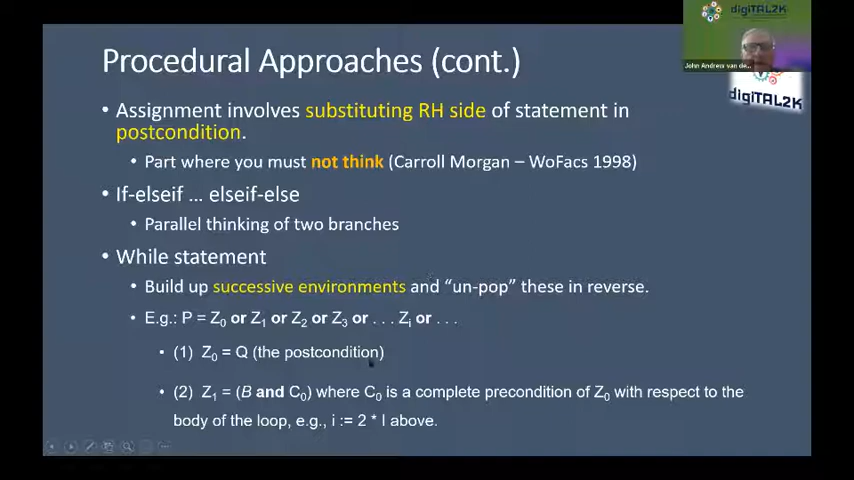 digiTAL2K
John Andrew van de...
digiTAL2K
Procedural Approaches (cont.)
• Assignment involves substituting RH side of statement in
postcondition.
• Part where you must not think (Carroll Morgan – WoFacs 1998)
• If-elseif … elseif-else
• Parallel thinking of two branches
• While statement
• Build up successive environments and “un-pop” these in reverse.
• E.g.: P = Z0 or Z1 or Z2 or Z3 or . . . Zi or . . .
▪ (1) Z0 = Q (the postcondition)
▪ (2) Z1 = (B and C0) where C0 is a complete precondition of Z0 with respect to the
body of the loop, e.g., i := 2 * I above.